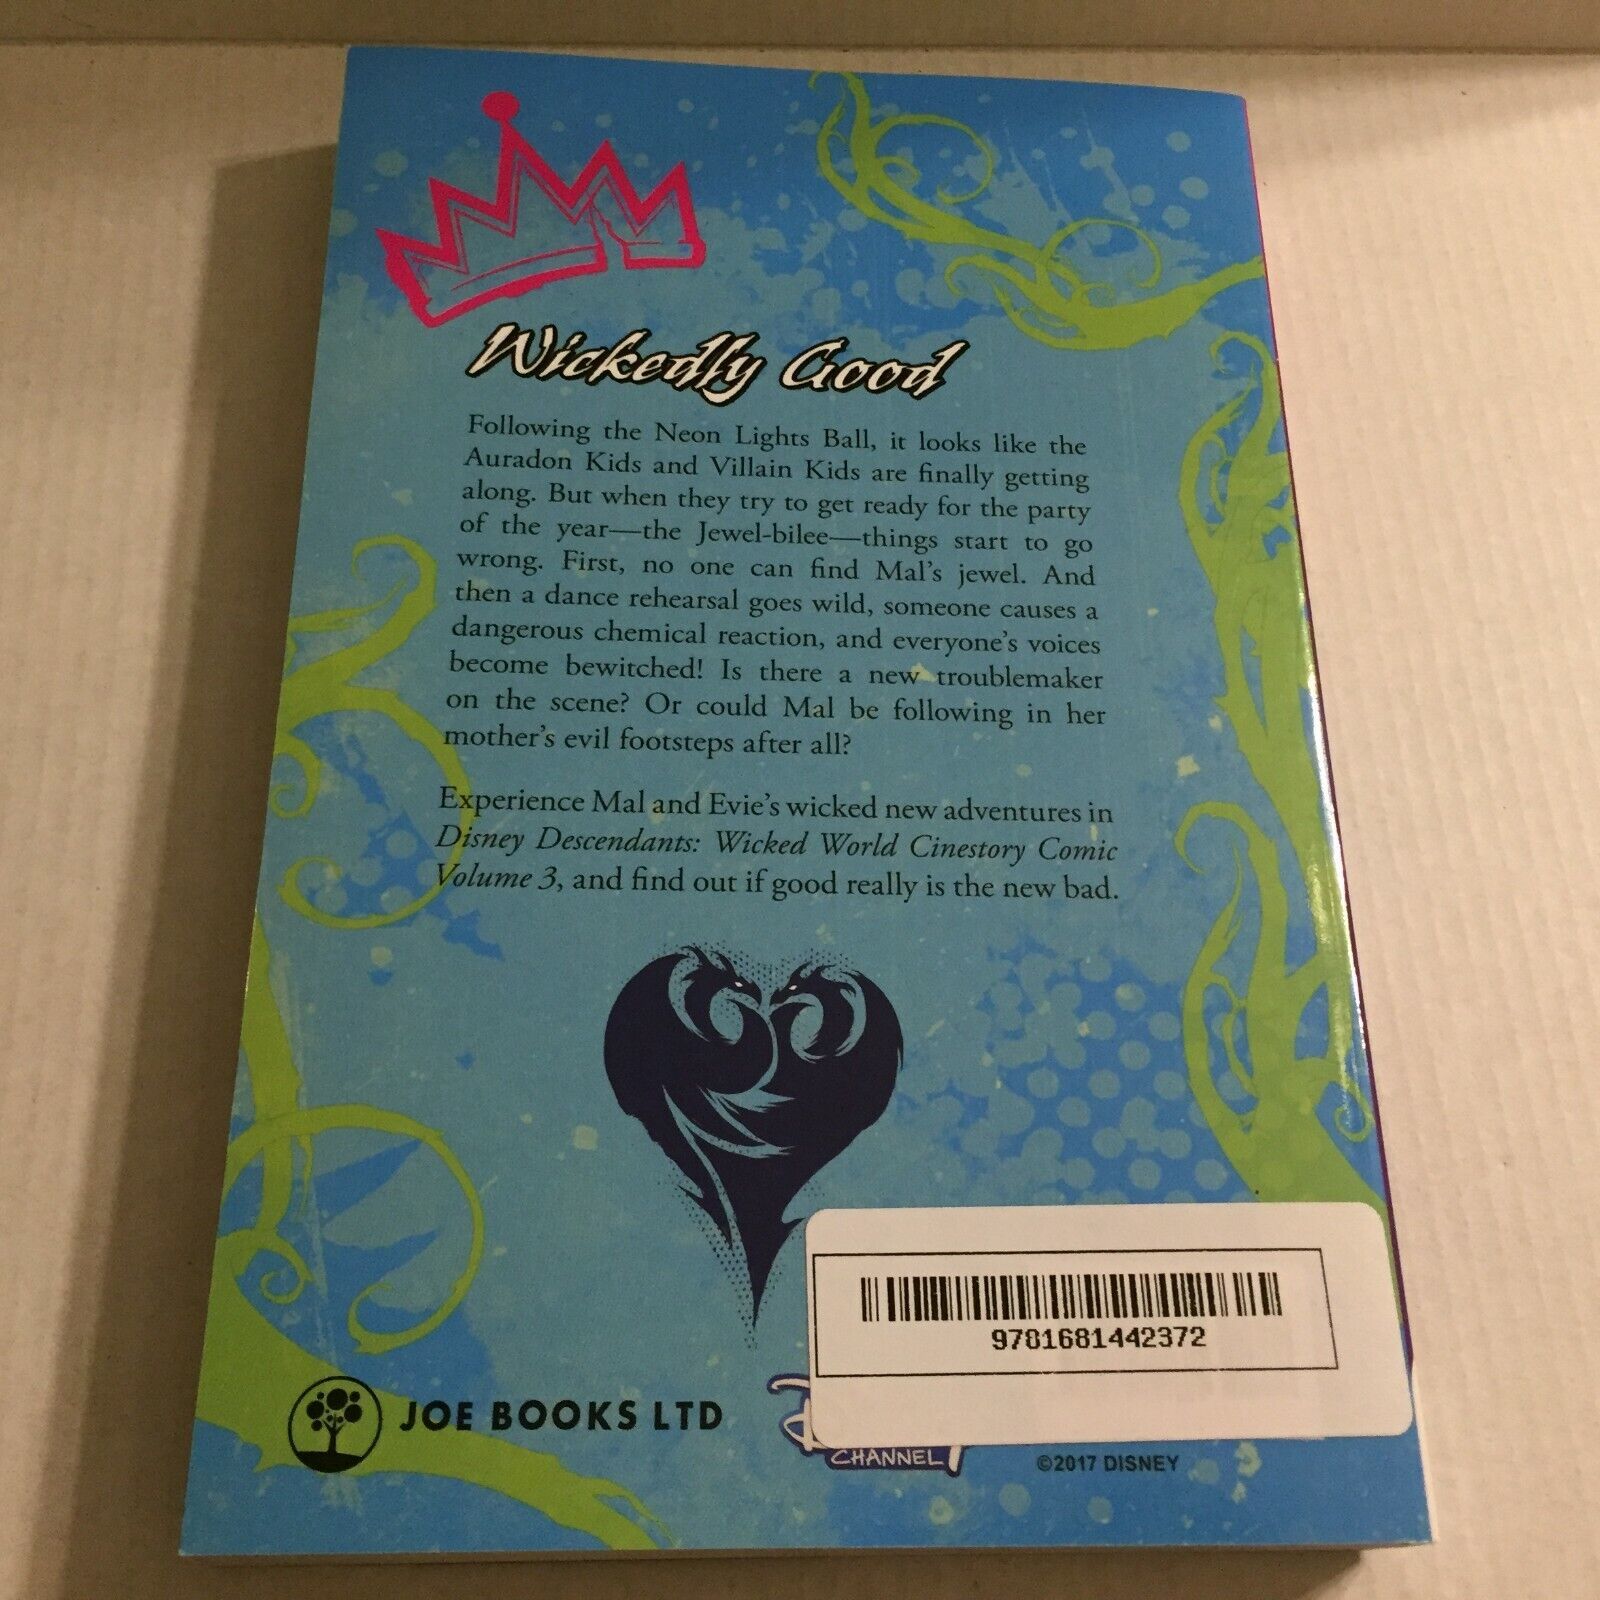 Wickedly Good
Following the Neon Lights Ball, it looks like the
Auradon Kids and Villain Kids are finally getting
along. But when they try to get ready for the party
of the year—the Jewel-bilee—things start to go
wrong. First, no one can find Mal's jewel. And
then a dance rehearsal goes wild, someone causes a
dangerous chemical reaction, and everyone's voices
become bewitched! Is there a new troublemaker
on the scene? Or could Mal be following in her
mother's evil footsteps after all?
Experience Mal and Evie's wicked new adventures in
Disney Descendants: Wicked World Cinestory Comic
Volume 3, and find out if good really is the new bad.
9781681442372
JOE BOOKS LTD
CHANNEL
©2017 DISNEY